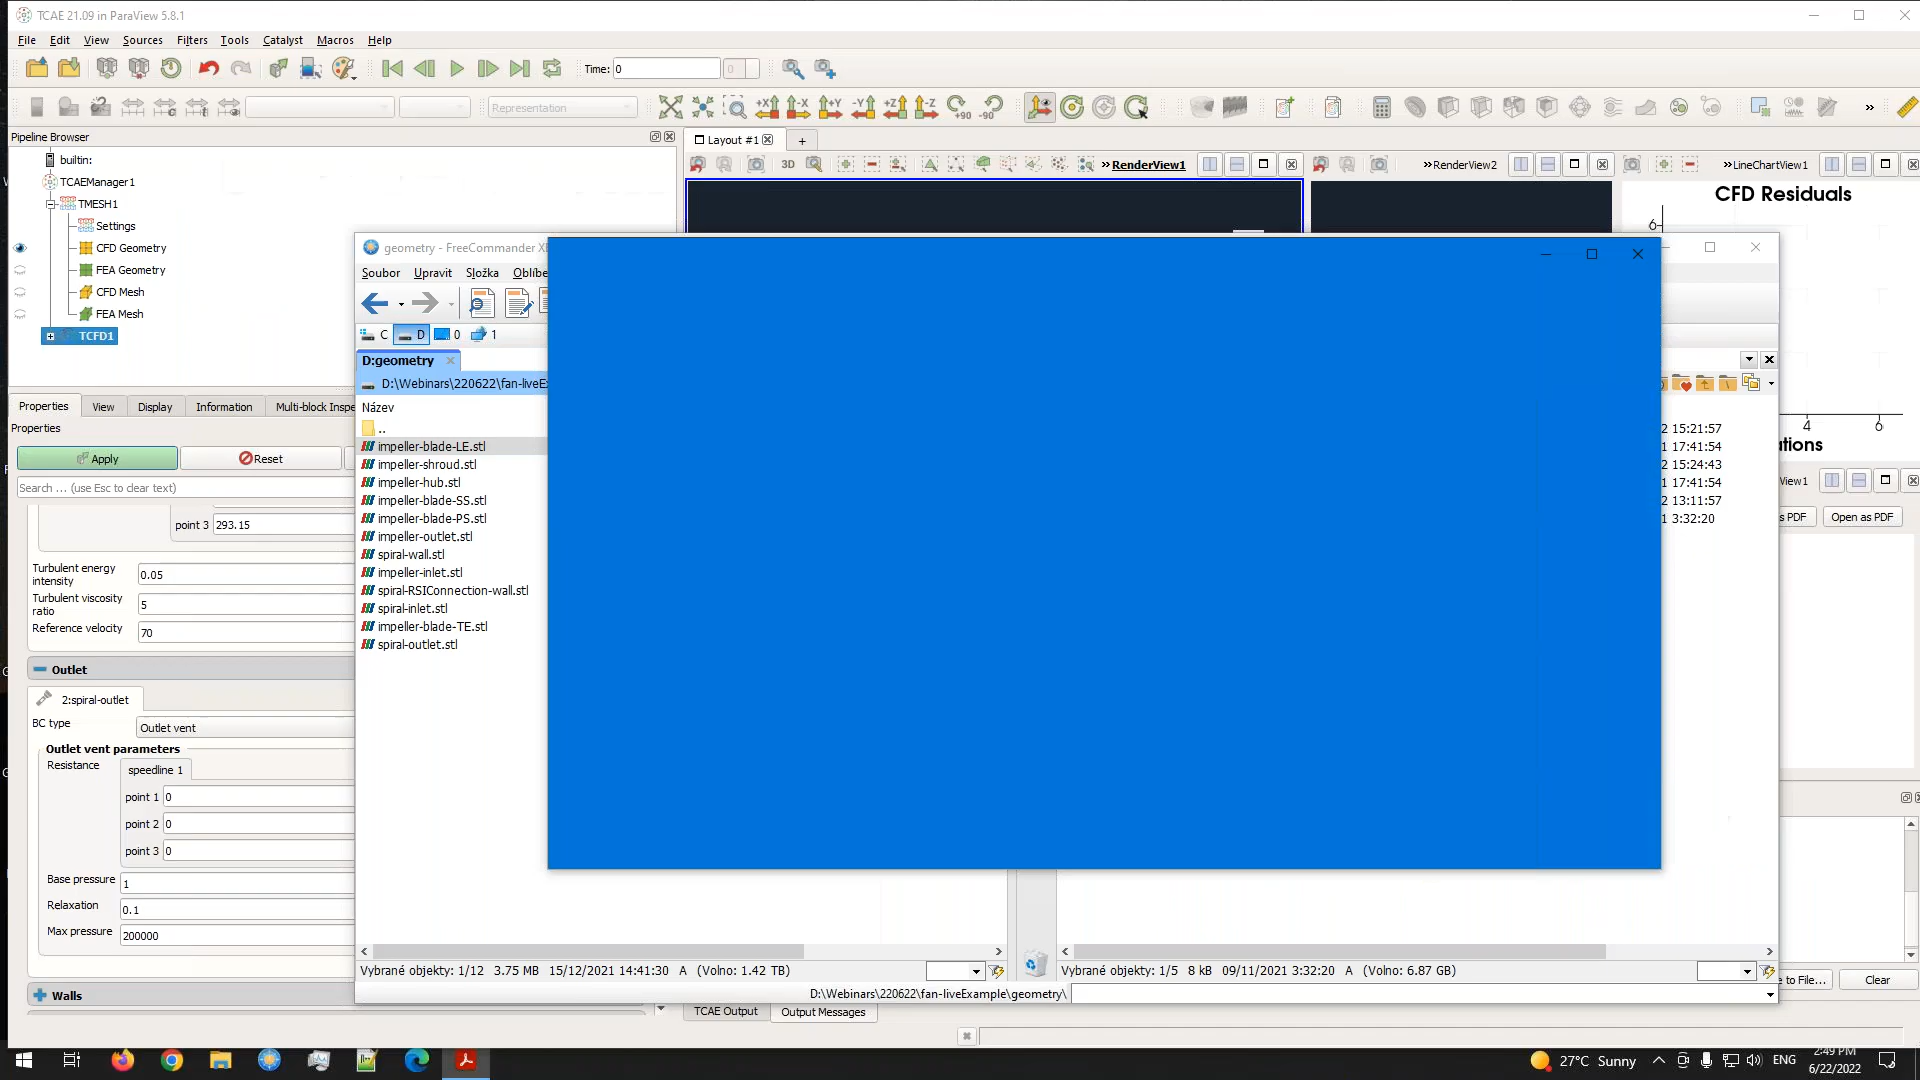 TCAE 21.09 in ParaView 5.8.1
File Edit View Sources Filters Tools Catalyst Macros Help
Time: 0 0
Representation +X -X +Y -Y +Z -Z +90 -90 »
Pipeline Browser
Layout #1 +
builtin:
3D »RenderView1 »RenderView2 »LineChartView1
TCAEManager1
TMESH1
CFD Residuals
Settings
6
CFD Geometry
geometry - FreeCommander XE
FEA Geometry
Soubor Upravit Složka Oblíbe
CFD Mesh
FEA Mesh
TCFD1
C D 0 1
D:geometry
D:\Webinars\220622\fan-liveEx
Properties View Display Information Multi-block Inspe
Název
4 6
Properties
..
2 15:21:57
impeller-blade-LE.stl
1 17:41:54
Apply Reset
impeller-shroud.stl
2 15:24:43
impeller-hub.stl
1 17:41:54
Search ... (use Esc to clear text)
impeller-blade-SS.stl
2 13:11:57
impeller-blade-PS.stl
1 3:32:20
ations
View1
s PDF Open as PDF
point 3 293.15
impeller-outlet.stl
spiral-wall.stl
Turbulent energy
intensity 0.05
impeller-inlet.stl
spiral-RSIConnection-wall.stl
Turbulent viscosity
ratio 5
spiral-inlet.stl
Reference velocity 70
impeller-blade-TE.stl
spiral-outlet.stl
Outlet
2:spiral-outlet
BC type Outlet vent
Outlet vent parameters
Resistance speedline 1
point 1 0
point 2 0
point 3 0
Base pressure 1
Relaxation 0.1
Max pressure 200000
Vybrané objekty: 1/12 3.75 MB 15/12/2021 14:41:30 A (Volno: 1.42 TB)
Vybrané objekty: 1/5 8 kB 09/11/2021 3:32:20 A (Volno: 6.87 GB)
e to File... Clear
Walls
D:\Webinars\220622\fan-liveExample\geometry\
TCAE Output Output Messages
27°C Sunny ENG
2:49 PM
6/22/2022